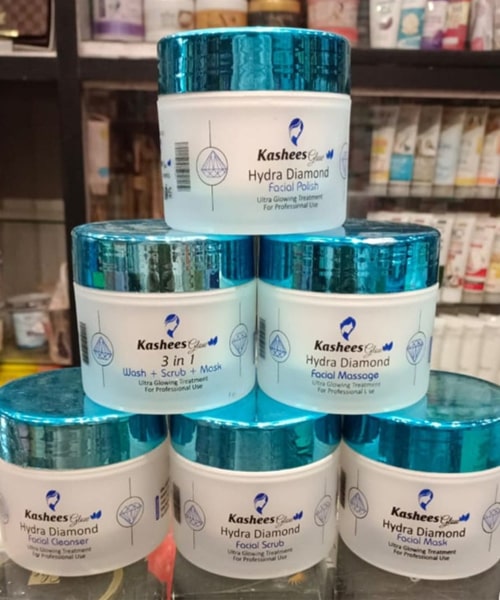 Kashees Glow
Hydra Diamond
Facial Polish
Ultra Glowing Treatment
For Professional Use
Kashees Glow
3 in 1
Wash + Scrub + Mask
Ultra Glowing Treatment
For Professional Use
Kashees Glow
Hydra Diamond
Facial Massage
Ultra Glowing Treatment
For Professional Use
Kashees Glow
Hydra Diamond
Facial Cleanser
Ultra Glowing Treatment
For Professional Use
Kashees Glow
Hydra Diamond
Facial Scrub
Ultra Glowing Treatment
For Professional Use
Kashees Glow
Hydra Diamond
Facial Mask
Ultra Glowing Treatment
For Professional Use